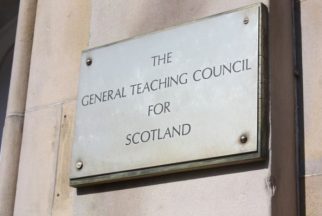 THE
GENERAL TEACHING COUNCIL
FOR
SCOTLAND